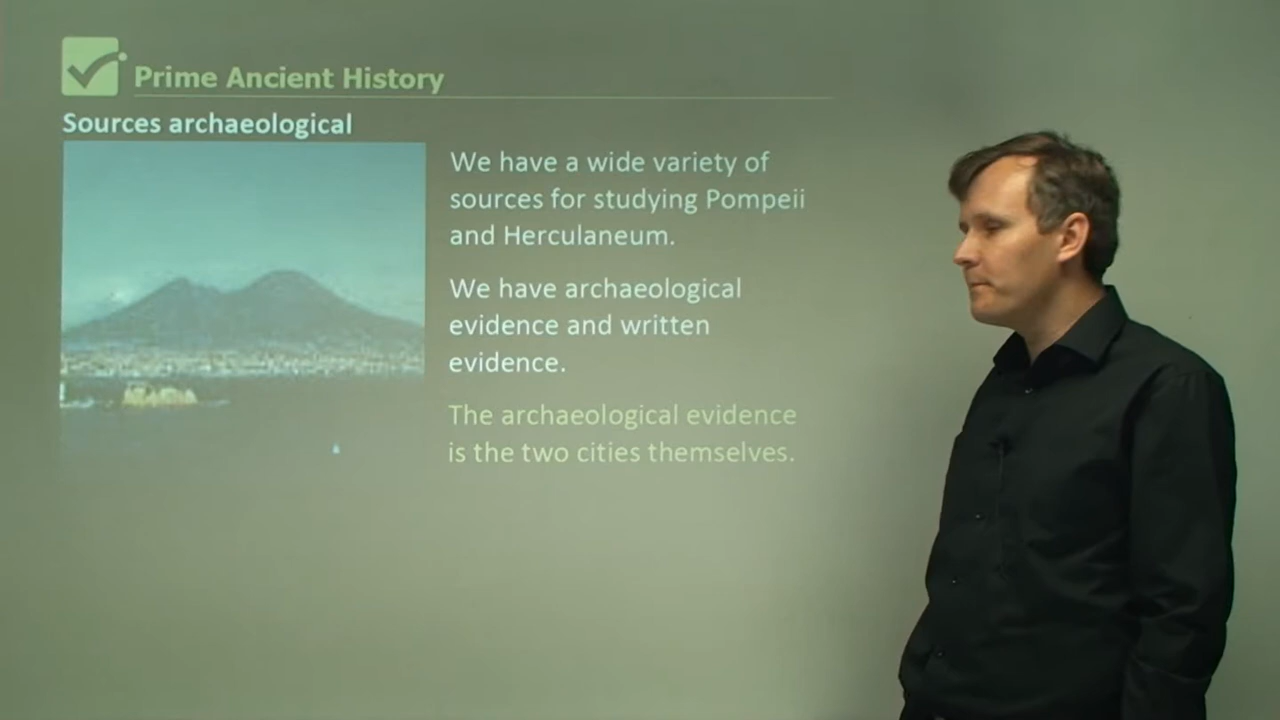 Prime Ancient History
Sources archaeological
We have a wide variety of
sources for studying Pompeii
and Herculaneum.
We have archaeological
evidence and written
evidence.
The archaeological evidence
is the two cities themselves.